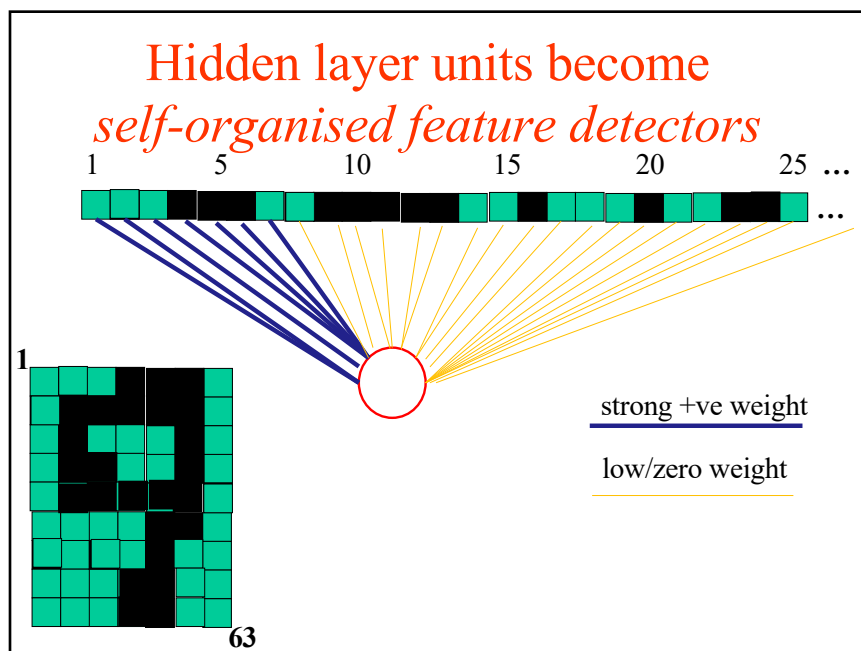 Hidden layer units become
self-organised feature detectors
1 5 10 15 20 25 ...
...
1
strong +ve weight
low/zero weight
63